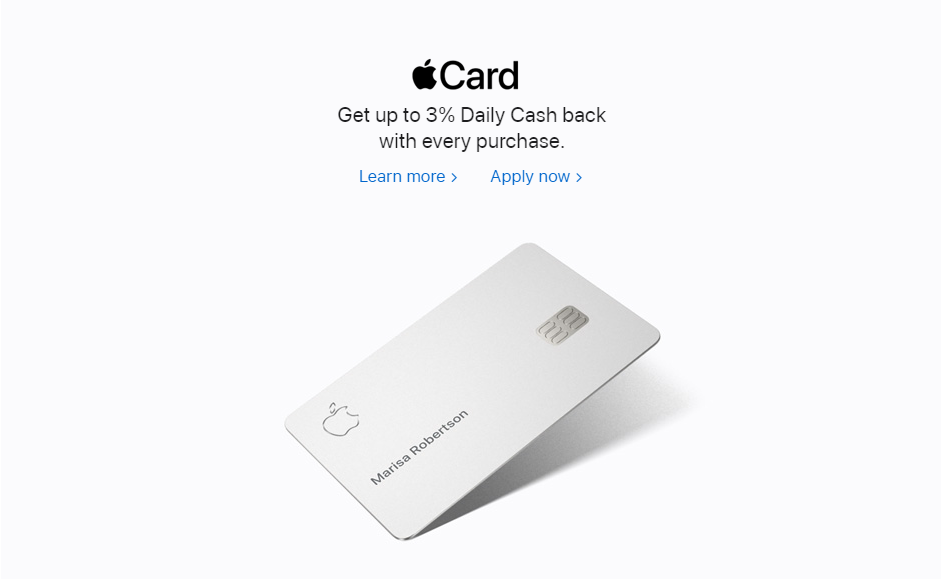 Card
Get up to 3% Daily Cash back
with every purchase.
Learn more >
Apply now >
Marisa Robertson